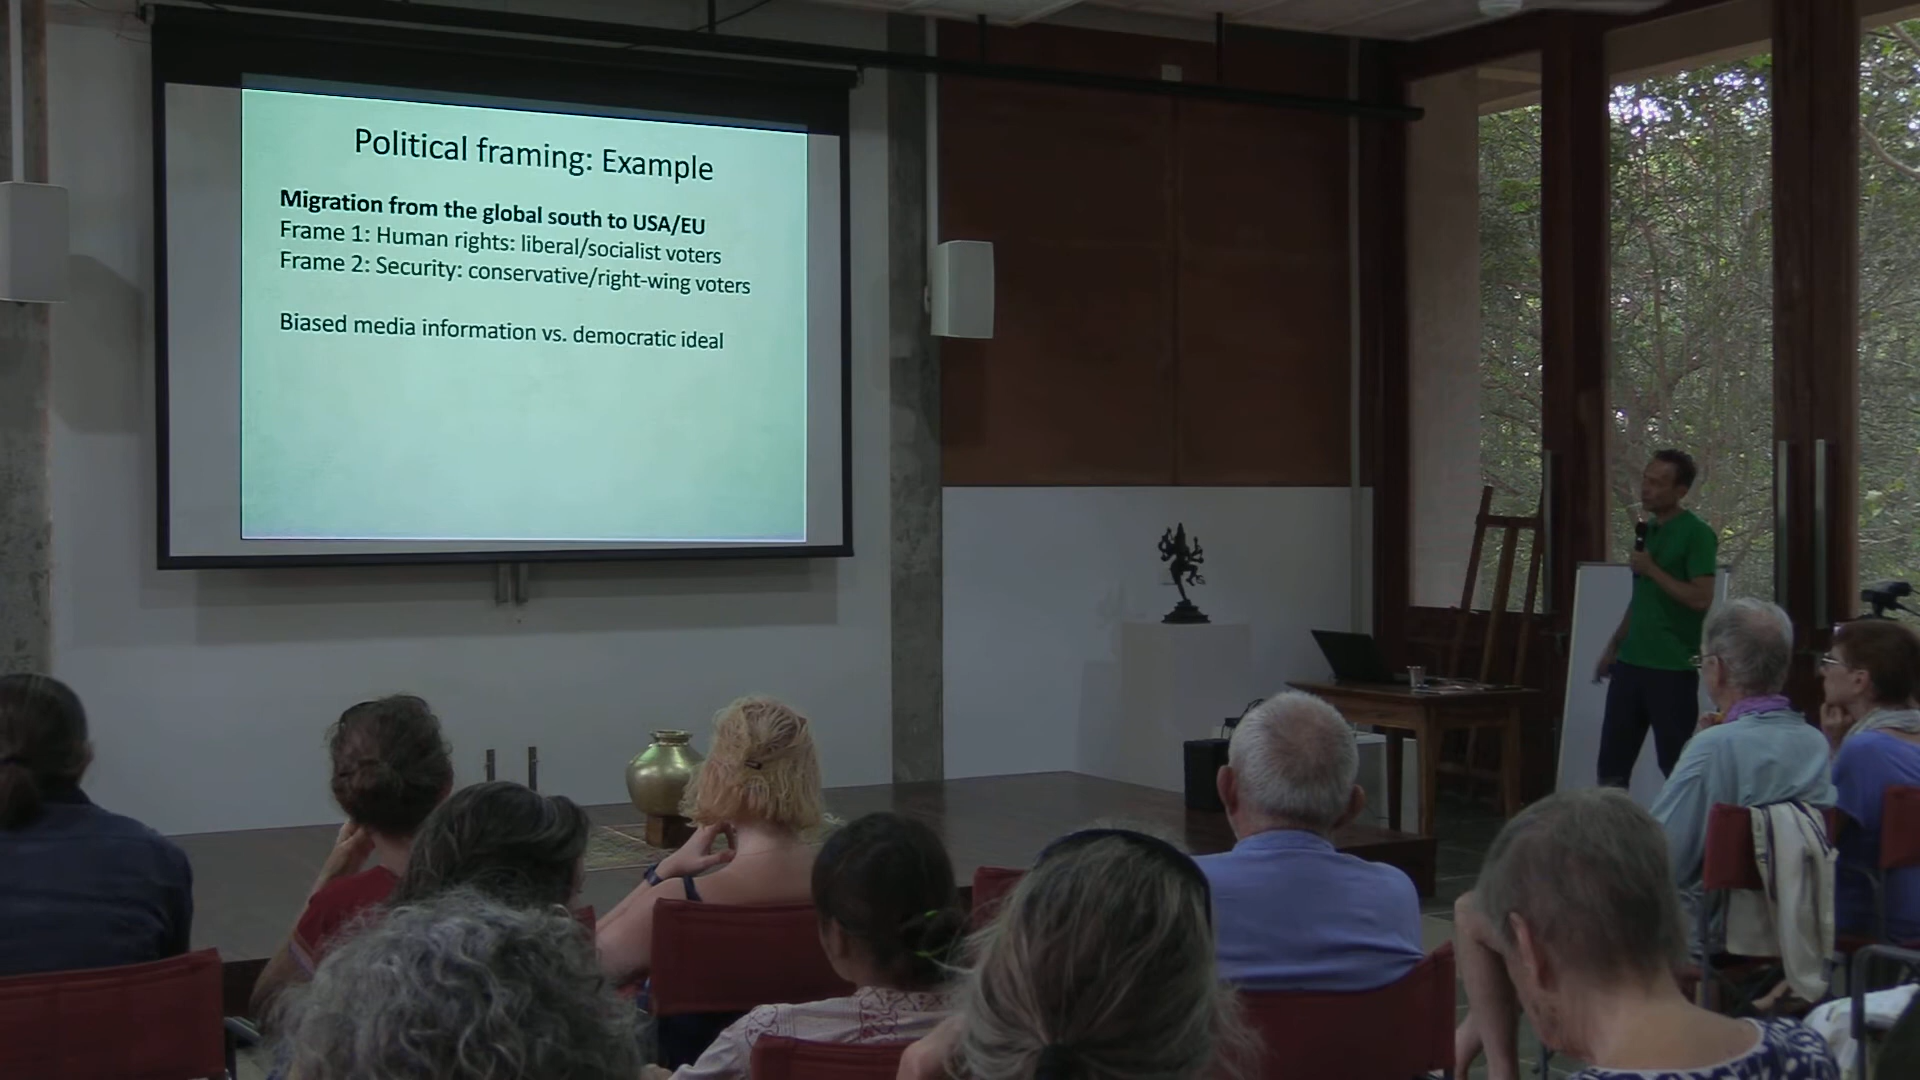 Political framing: Example
Migration from the global south to USA/EU
Frame 1: Human rights: liberal/socialist voters
Frame 2: Security: conservative/right-wing voters
Biased media information vs. democratic ideal